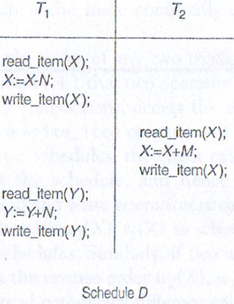 T1 T2
read_item(X);
X:=X-N;
write_item(X);
read_item(X);
X:=X+M;
write_item(X);
read_item(Y);
Y:=Y+N;
write_item(Y);
Schedule D